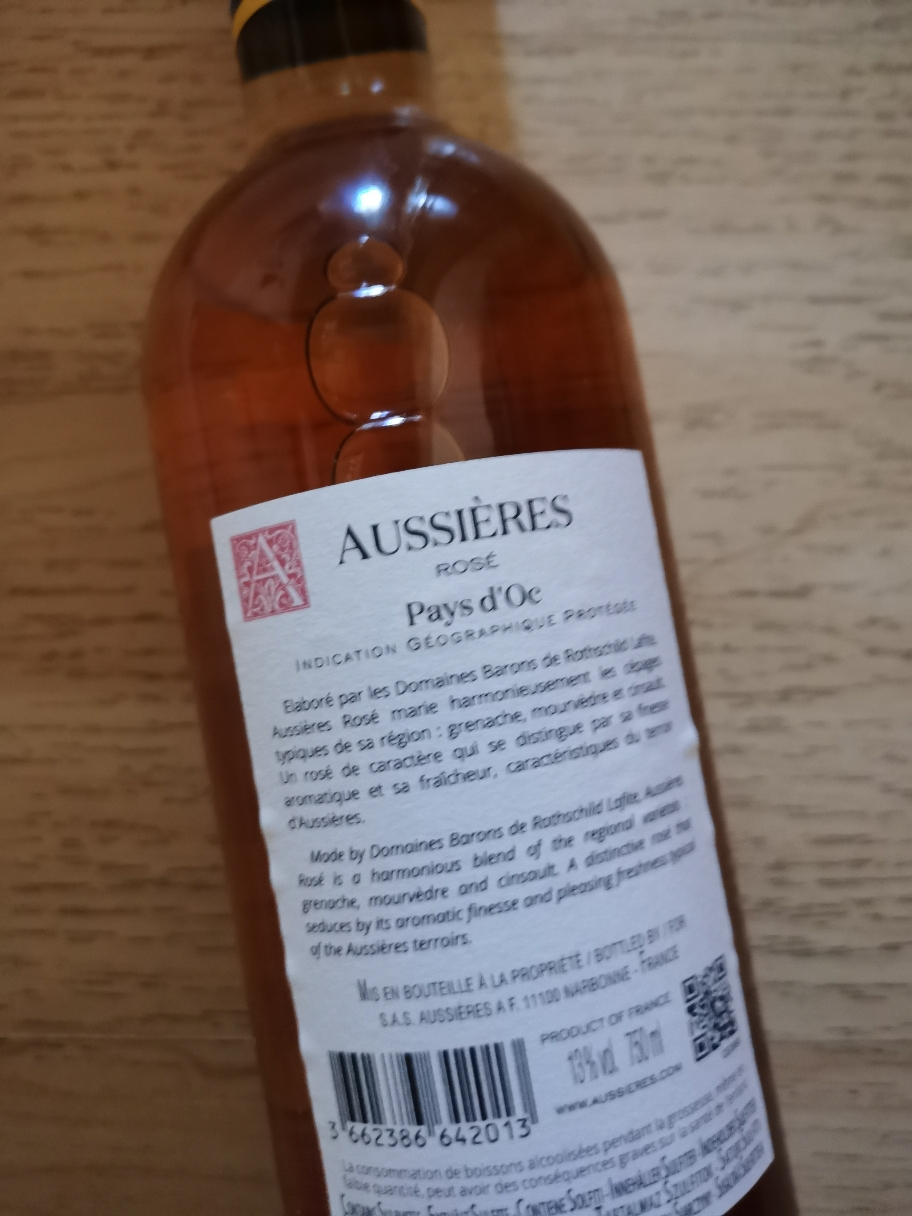 A
AUSSIÈRES
ROSÉ
Pays d'Oc
INDICATION GÉOGRAPHIQUE PROTÉGÉE
Elaboré par les Domaines Barons de Rothschild Lafite,
Aussières Rosé marie harmonieusement les cépages
typiques de sa région : grenache, mourvèdre et cinsault.
Un rosé de caractère qui se distingue par sa finesse
aromatique et sa fraîcheur, caractéristiques du terroir
d'Aussières.
Made by Domaines Barons de Rothschild Lafite, Aussières
Rosé is a harmonious blend of the regional varieties :
grenache, mourvèdre and cinsault. A distinctive rosé that
seduces by its aromatic finesse and pleasing freshness typical
of the Aussières terroirs.
MIS EN BOUTEILLE À LA PROPRIÉTÉ / BOTTLED BY / FÜR
S.A.S. AUSSIÈRES A F. 11100 NARBONNE - FRANCE
PRODUCT OF FRANCE
13% vol. 750 ml
WWW.AUSSIERES.COM
3 662386 642013
La consommation de boissons alcoolisées pendant la grossesse, même en
faible quantité, peut avoir des conséquences graves sur la santé de l'enfant.
CONTIENE SOLFITI - INNEHÅLLER SULFITER